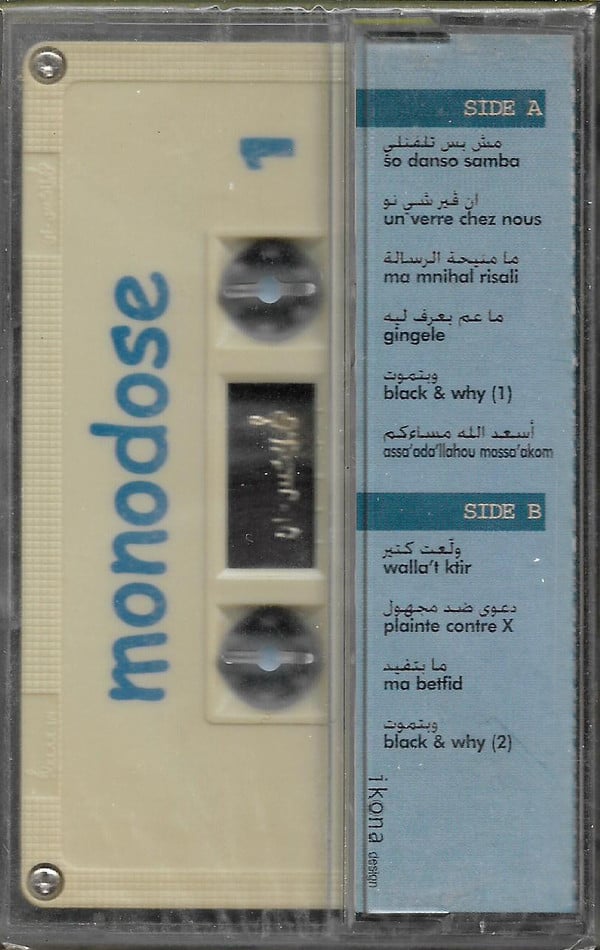 monodose
1
SIDE A
مش بس تلفنلي
so danso samba
ان ڤير شي نو
un verre chez nous
ما منيحة الرسالة
ma mnihal risali
ما عم بعرف ليه
gingele
وبتموت
black & why (1)
أسعد الله مساءكم
assa'ada'llahou massa'akom
SIDE B
ولّعت كتير
walla't ktir
دعوى ضد مجهول
plainte contre X
ما بتفيد
ma betfid
وبتموت
black & why (2)
ikona design